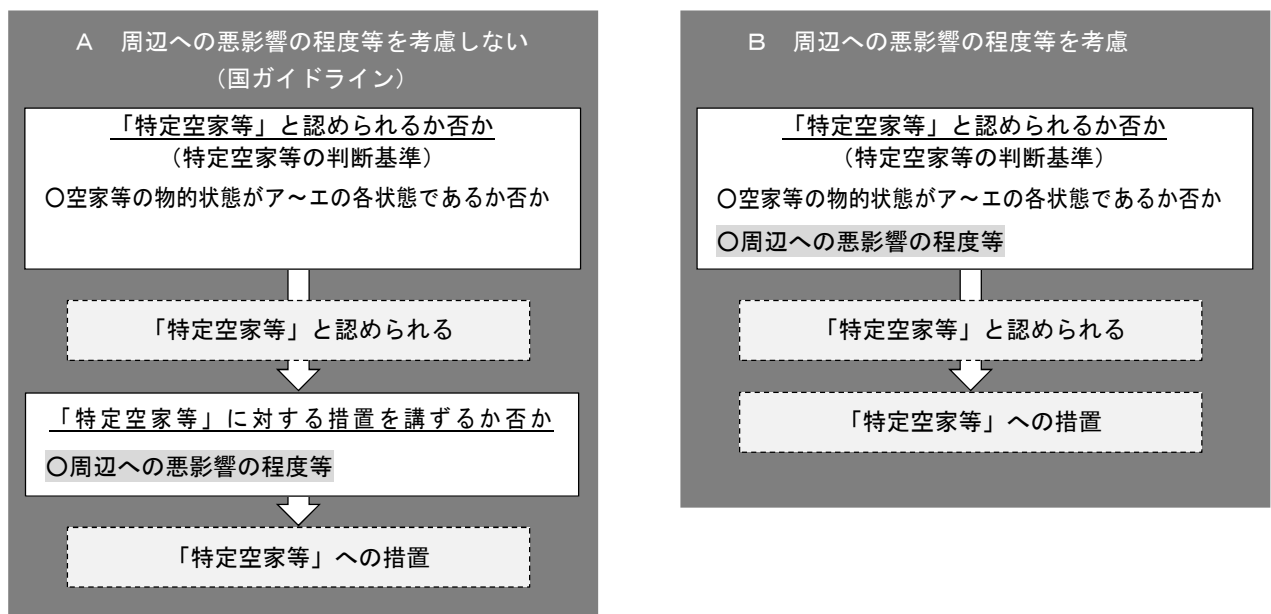 A 周辺への悪影響の程度等を考慮しない
（国ガイドライン）
「特定空家等」と認められるか否か
（特定空家等の判断基準）
〇空家等の物的状態がア～エの各状態であるか否か
「特定空家等」と認められる
「特定空家等」に対する措置を講ずるか否か
〇周辺への悪影響の程度等
「特定空家等」への措置
B 周辺への悪影響の程度等を考慮
「特定空家等」と認められるか否か
（特定空家等の判断基準）
〇空家等の物的状態がア～エの各状態であるか否か
〇周辺への悪影響の程度等
「特定空家等」と認められる
「特定空家等」への措置